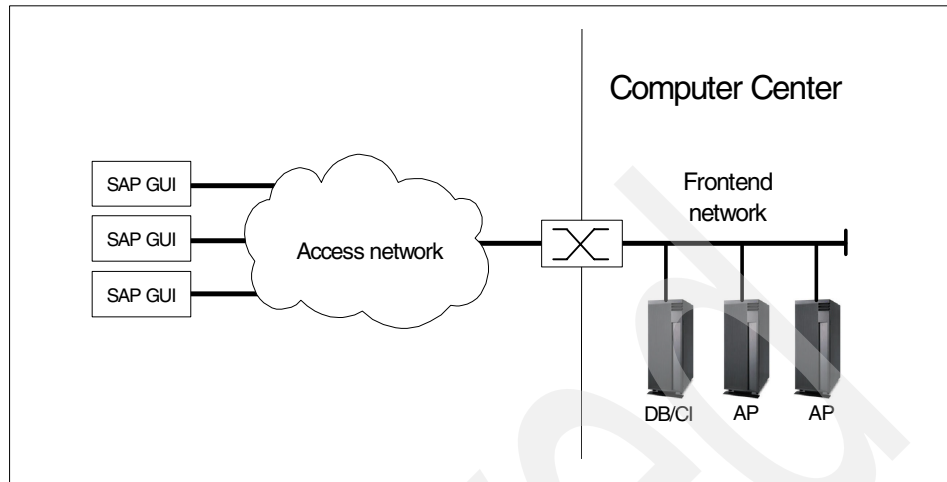 Computer Center
SAP GUI
SAP GUI
SAP GUI
Access network
Frontend
network
DB/CI
AP
AP